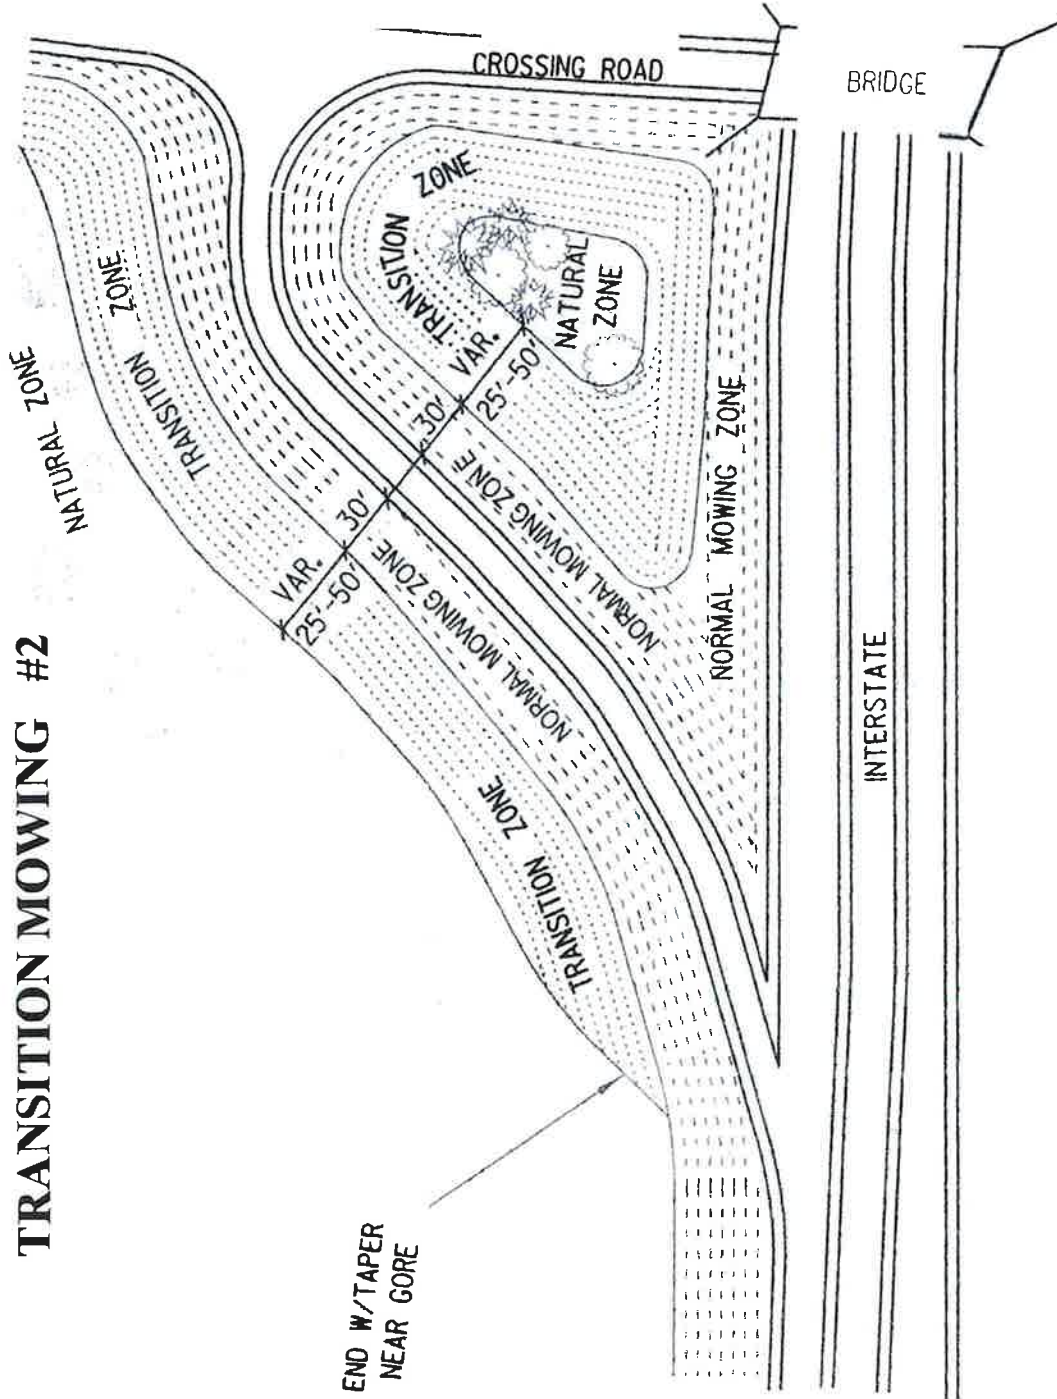 TRANSITION MOWING #2
NATURAL ZONE
TRANSITION ZONE
CROSSING ROAD
BRIDGE
TRANSITION ZONE
NATURAL
ZONE
VAR.
25'-50'
30'
30'
VAR.
25'-50'
NORMAL MOWING ZONE
NORMAL MOWING ZONE
NORMAL MOWING ZONE
TRANSITION ZONE
INTERSTATE
END W/TAPER
NEAR GORE